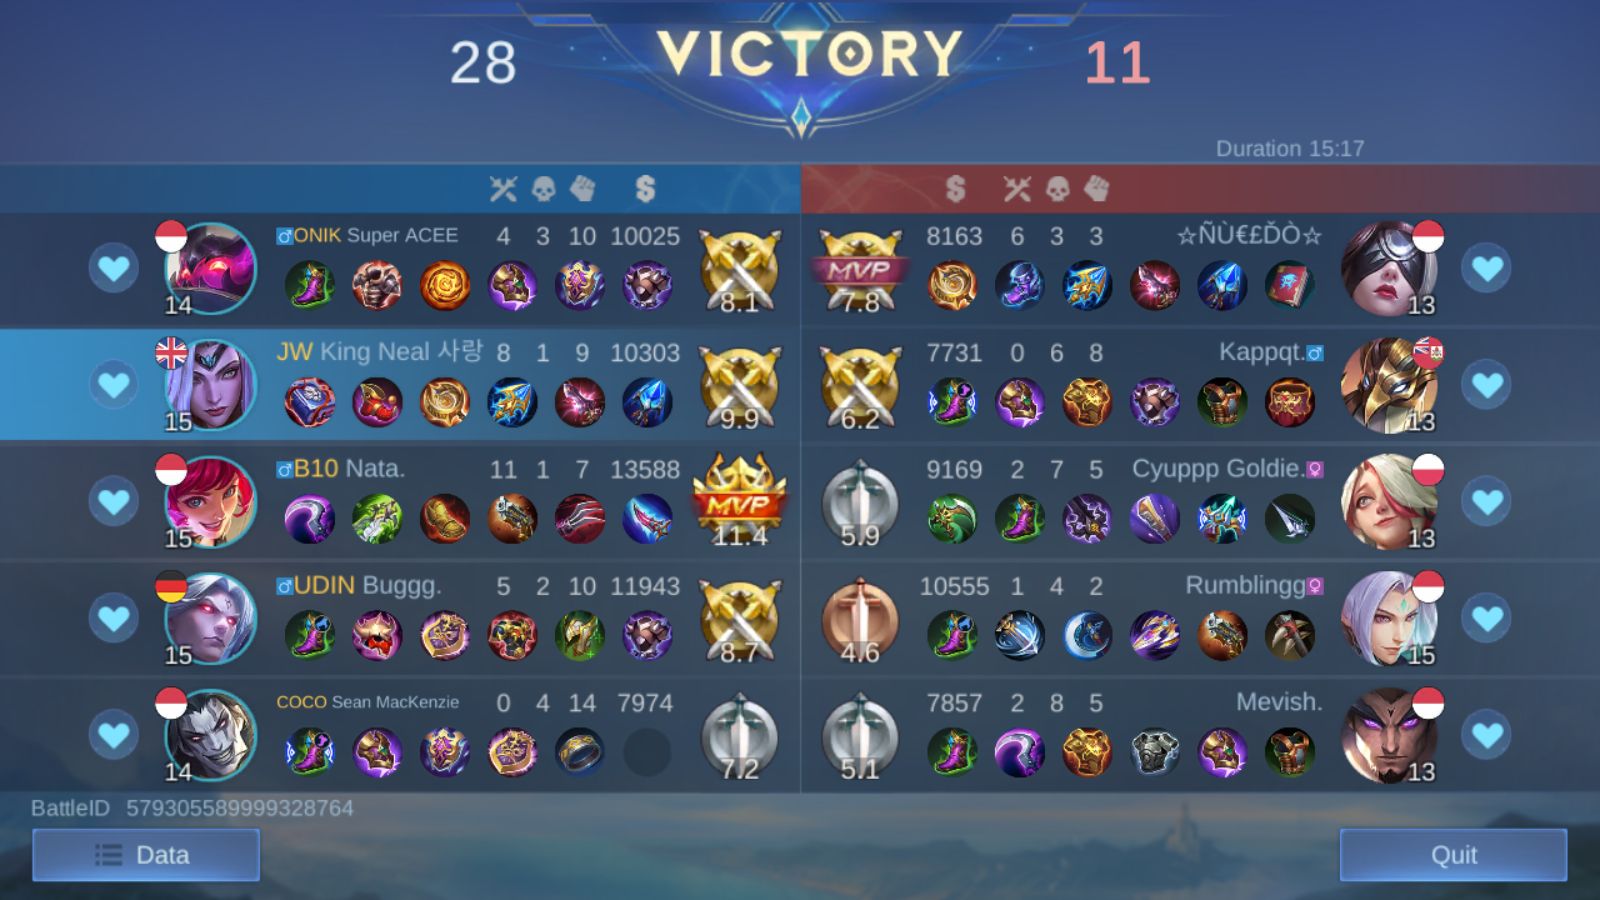 28 VICTORY 11
Duration 15:17
ONIK Super ACEE 4 3 10 10025
14 8.1
MVP 8163 6 3 3 ☆ÑÙ€£ĎÒ☆
7.8 13
JW King Neal 사랑 8 1 9 10303
15 9.9
7731 0 6 8 Kappqt.
6.2 13
B10 Nata. 11 1 7 13588 MVP
15 11.4
9169 2 7 5 Cyuppp Goldie.
5.9 13
UDIN Buggg. 5 2 10 11943
15 8.7
10555 1 4 2 Rumblingg
4.6 15
COCO Sean MacKenzie 0 4 14 7974
14 7.2
7857 2 8 5 Mevish.
5.1 13
BattleID 579305589999328764
Data
Quit